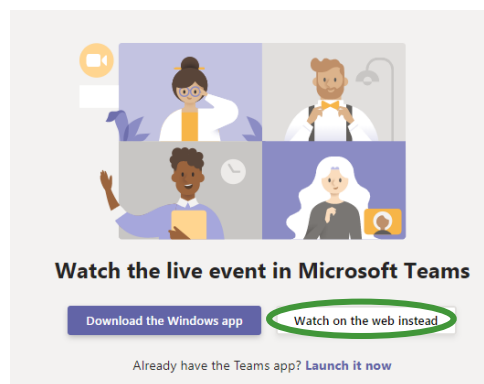 Watch the live event in Microsoft Teams
Download the Windows app
Watch on the web instead
Already have the Teams app? Launch it now